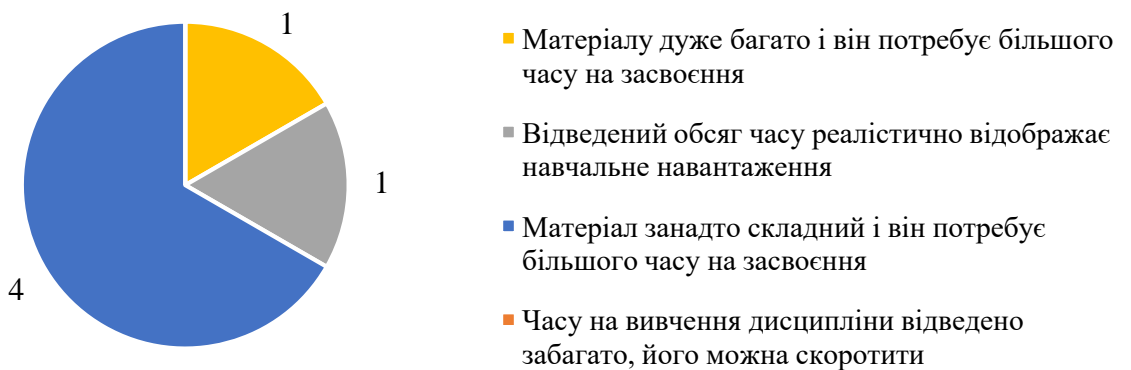 1
1
4
Матеріалу дуже багато і він потребує більшого
часу на засвоєння
Відведений обсяг часу реалістично відображає
навчальне навантаження
Матеріал занадто складний і він потребує
більшого часу на засвоєння
Часу на вивчення дисципліни відведено
забагато, його можна скоротити